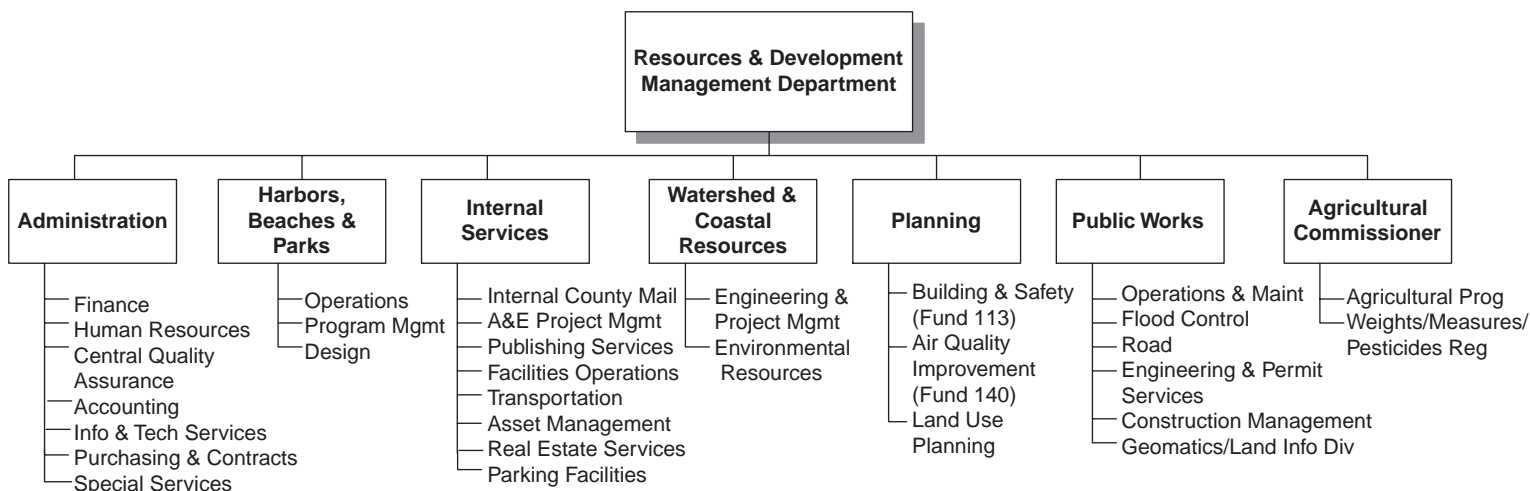 Resources & Development
Management Department
Administration
Harbors,
Beaches &
Parks
Internal
Services
Watershed &
Coastal
Resources
Planning
Public Works
Agricultural
Commissioner
Finance
Human Resources
Central Quality
Assurance
Accounting
Info & Tech Services
Purchasing & Contracts
Special Services
Operations
Program Mgmt
Design
Internal County Mail
A&E Project Mgmt
Publishing Services
Facilities Operations
Transportation
Asset Management
Real Estate Services
Parking Facilities
Engineering &
Project Mgmt
Environmental
Resources
Building & Safety
(Fund 113)
Air Quality
Improvement
(Fund 140)
Land Use
Planning
Operations & Maint
Flood Control
Road
Engineering & Permit
Services
Construction Management
Geomatics/Land Info Div
Agricultural Prog
Weights/Measures/
Pesticides Reg